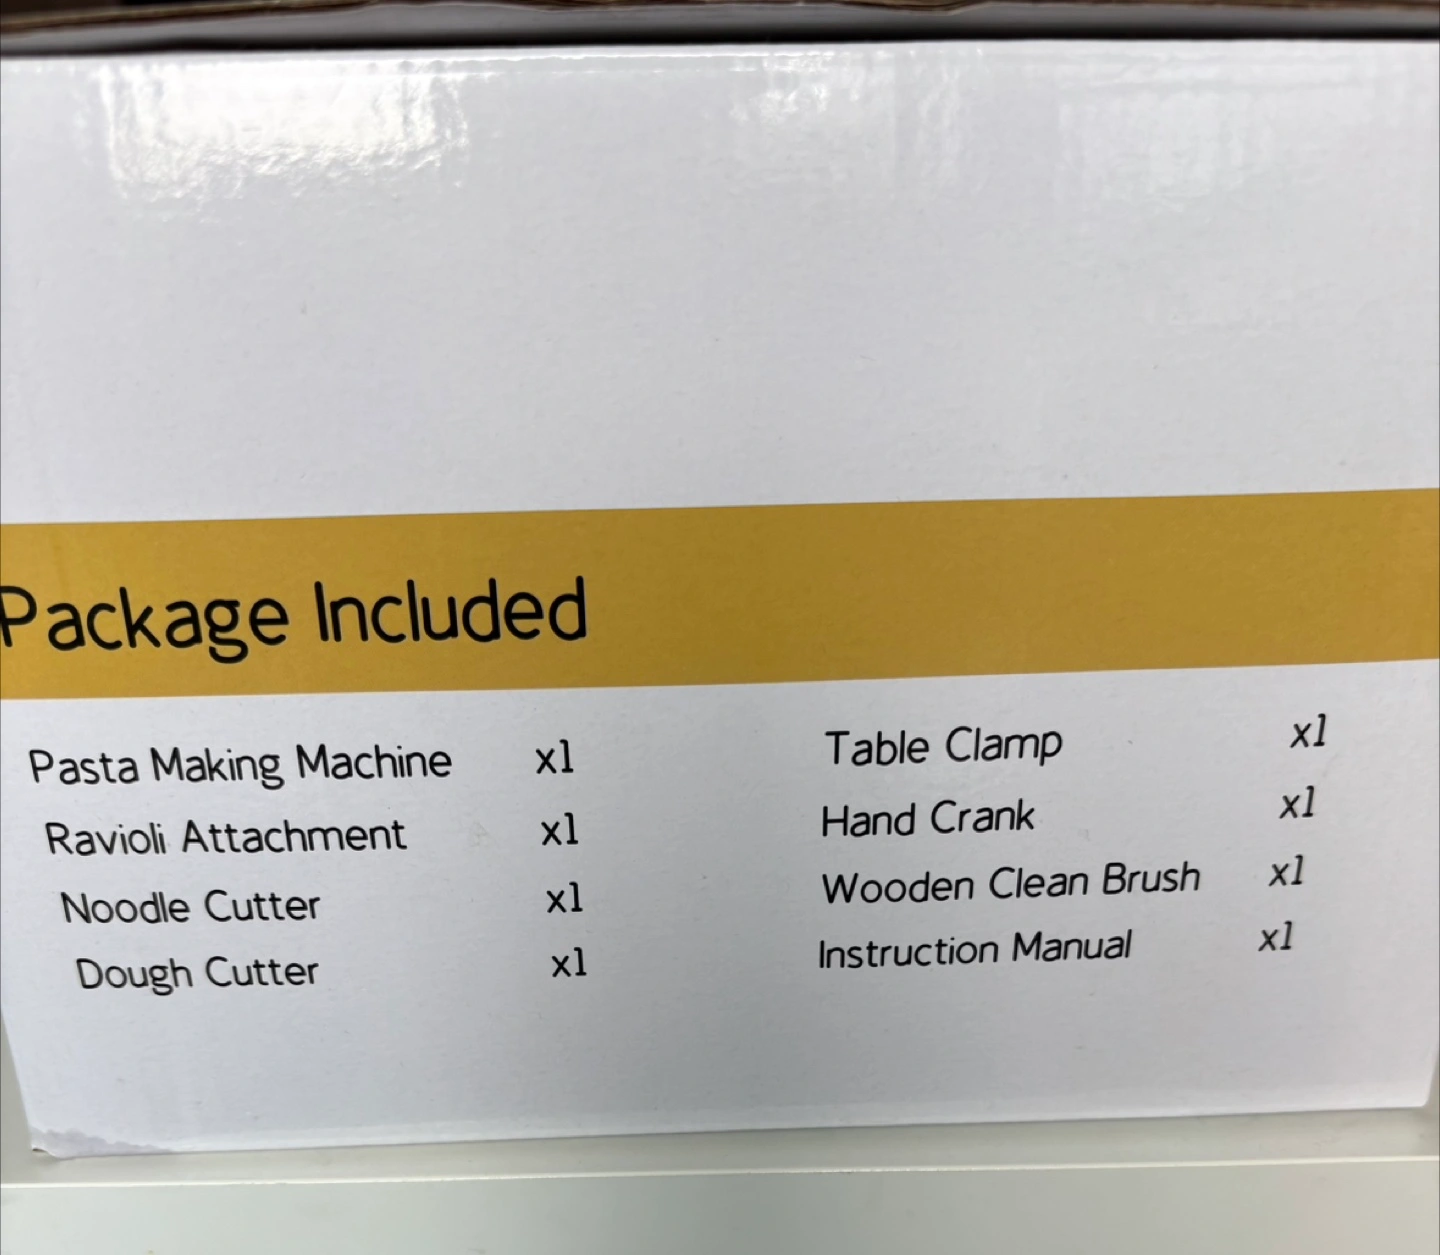 Package Included
Pasta Making Machine x1
Ravioli Attachment x1
Noodle Cutter x1
Dough Cutter x1
Table Clamp x1
Hand Crank x1
Wooden Clean Brush x1
Instruction Manual x1